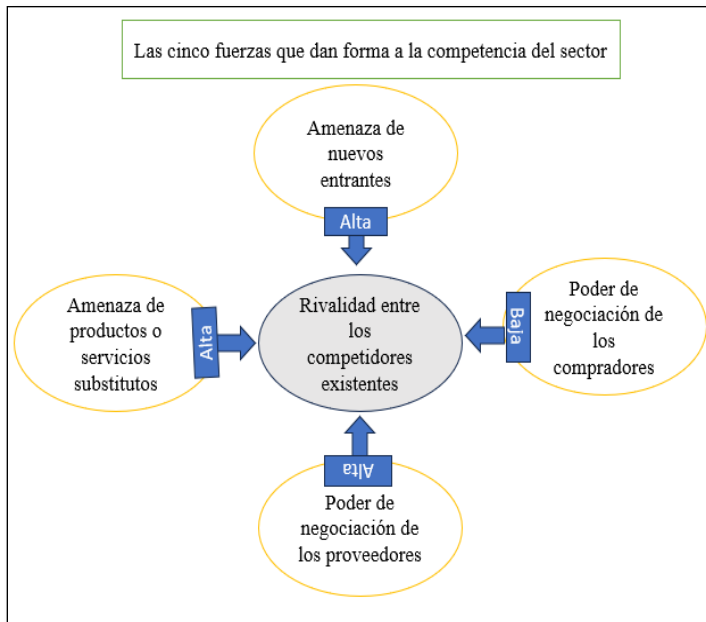 Las cinco fuerzas que dan forma a la competencia del sector
Amenaza de
nuevos
entrantes
Alta
Amenaza de
productos o
servicios
substitutos
Alta
Rivalidad entre
los
competidores
existentes
Baja
Poder de
negociación de
los
compradores
Alta
Poder de
negociación de
los proveedores